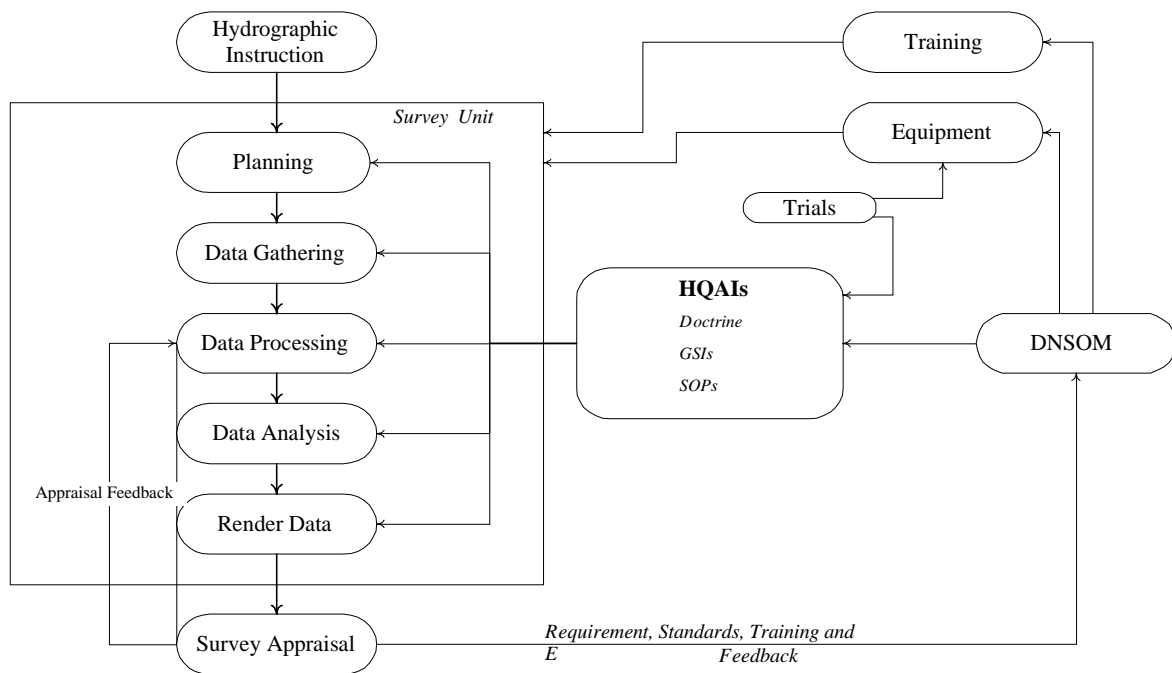 Hydrographic
Instruction
Training
Survey Unit
Equipment
Planning
Trials
Data Gathering
HQAIs
Doctrine
GSIs
SOPs
Data Processing
DNSOM
Data Analysis
Appraisal Feedback
Render Data
Survey Appraisal
Requirement, Standards, Training and
E Feedback